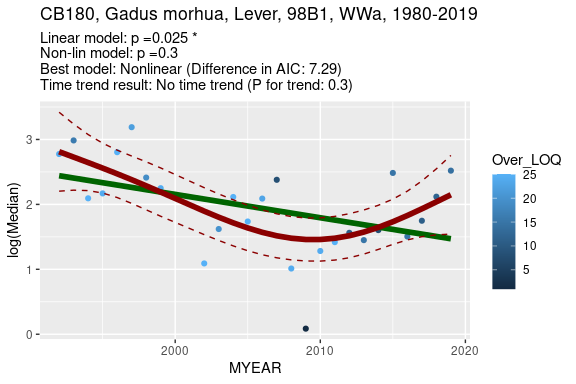 CB180, Gadus morhua, Lever, 98B1, WWa, 1980-2019
Linear model: p =0.025 *
Non-lin model: p =0.3
Best model: Nonlinear (Difference in AIC: 7.29)
Time trend result: No time trend (P for trend: 0.3)
log(Median)
3
2
1
0
2000
2010
2020
MYEAR
Over_LOQ
25
20
15
10
5